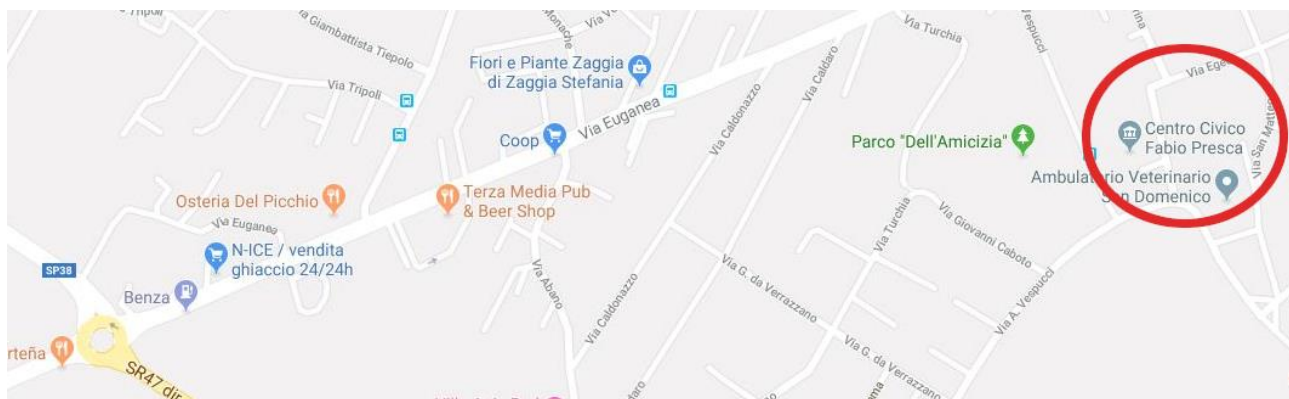 Via Giambattista Tiepolo
Via Tripoli
Monache
Fiori e Piante Zaggia
di Zaggia Stefania
Via Euganea
Coop
Osteria Del Picchio
Terza Media Pub
& Beer Shop
Via Euganea
N-ICE / vendita
ghiaccio 24/24h
SP38
Benza
SR47 dir
Via Abano
Via Caldonazzo
Via Caldonazzo
Via Caldaro
Via Turchia
Vespucci
Parco "Dell'Amicizia"
Via Turchia
Via Giovanni Caboto
Via G. da Verrazzano
Via G. da Verrazzano
Via A. Vespucci
Centro Civico
Fabio Presca
Ambulatorio Veterinario
San Domenico
Via San Matteo